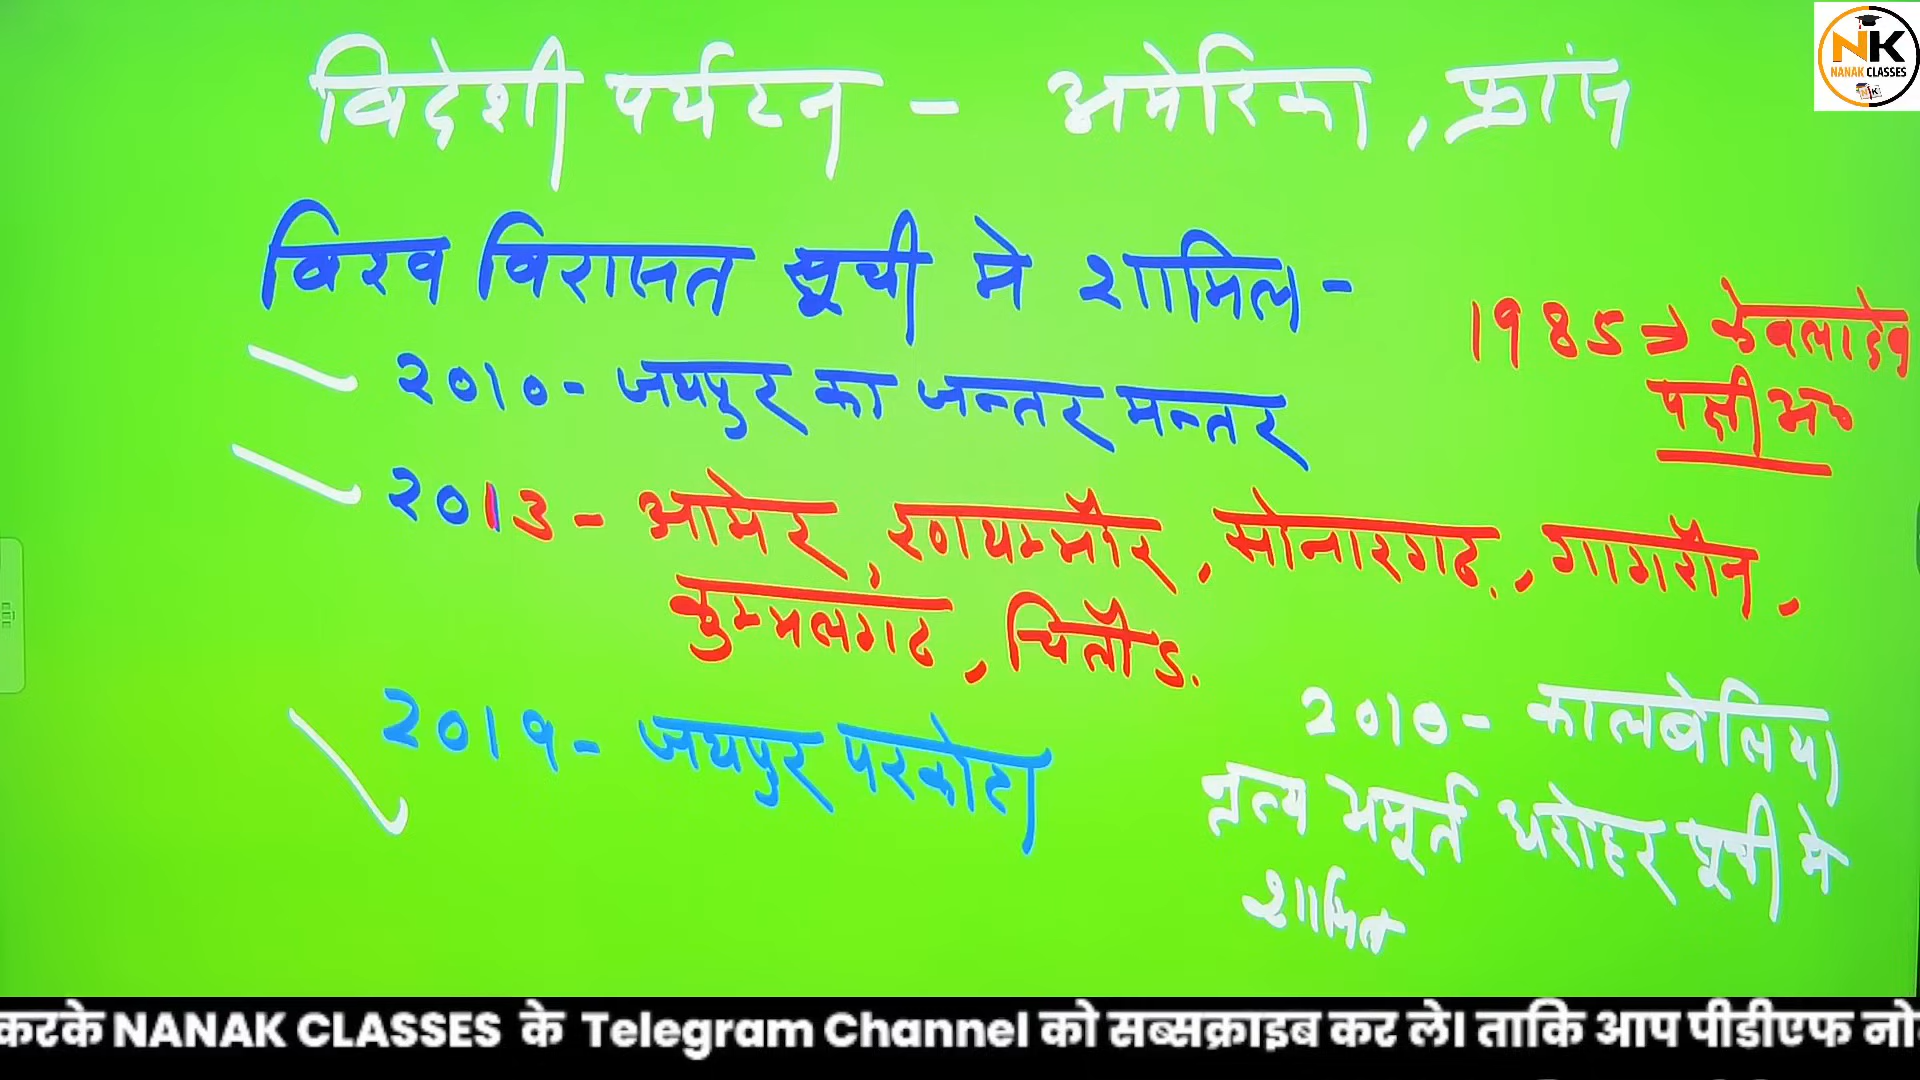 NK
NANAK CLASSES
विदेशी पर्यटन - अमेरिका, फ्रांस
विश्व विरासत सूची मे शामिल -
1985 ⇒ केवलादेव
पक्षी अ०
2010 - जयपुर का जन्तर मन्तर
2013 - आमेर, रणथम्भौर, सोनारगढ़, गागरौन,
कुम्भलगढ, चितौड़
2019 - जयपुर परकोटा
2010 - कालबेलिया
नृत्य अमूर्त धरोहर सूची मे
शामिल
करके NANAK CLASSES के Telegram Channel को सब्सक्राइब कर ले। ताकि आप पीडीएफ नो